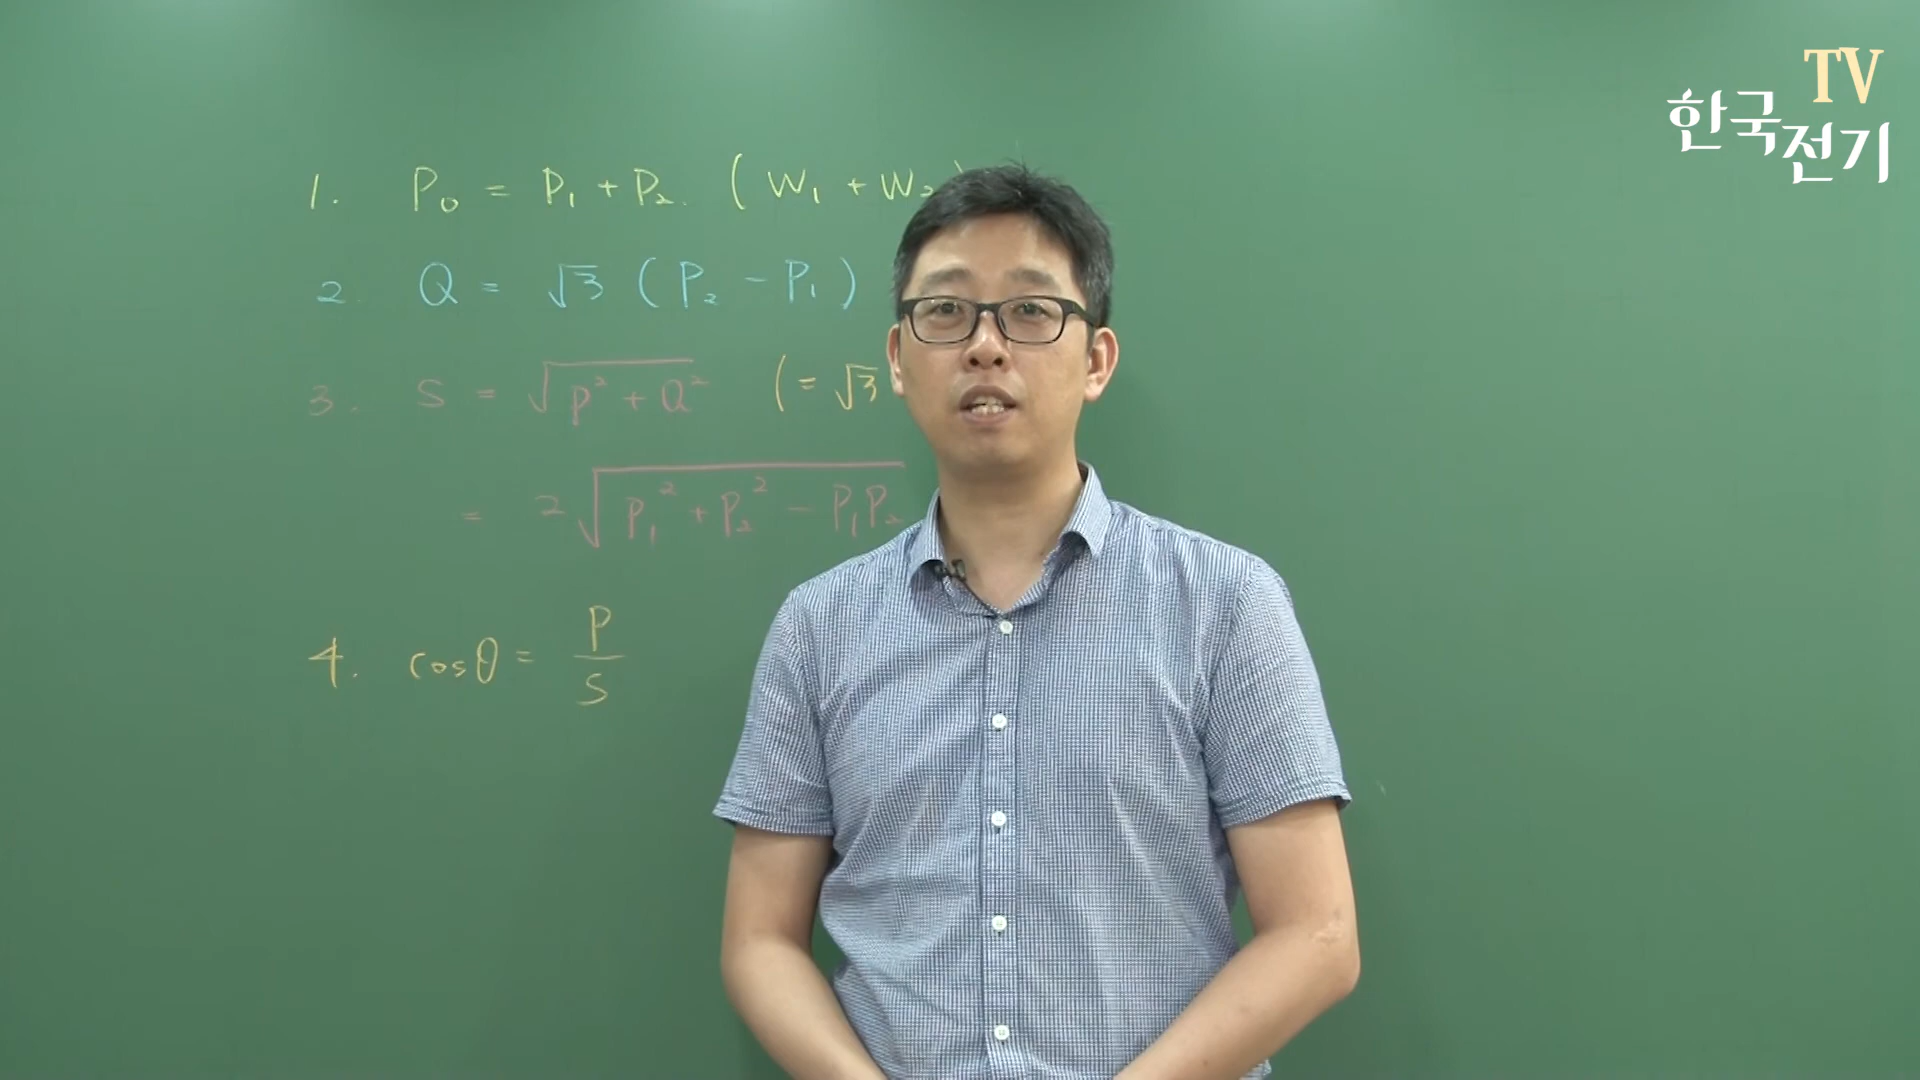 TV
한국전기
1. P₀ = P₁ + P₂. ( W₁ + W₂ )
2. Q = √3 ( P₂ - P₁ )
3. S = √P² + Q² ( = √3
= 2√P₁² + P₂² - P₁P₂
4. cosθ = P/S